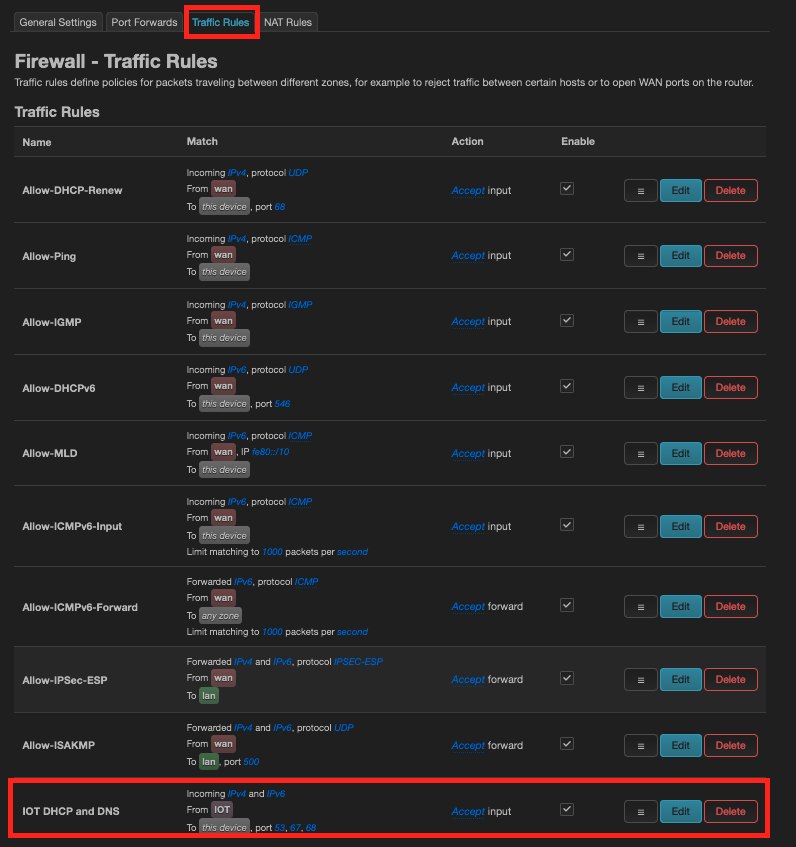 General Settings Port Forwards Traffic Rules NAT Rules
Firewall - Traffic Rules
Traffic rules define policies for packets traveling between different zones, for example to reject traffic between certain hosts or to open WAN ports on the router.
Traffic Rules
Name Match Action Enable
Incoming IPv4, protocol UDP
From wan
To this device, port 68
Allow-DHCP-Renew Accept input ≡ Edit Delete
Incoming IPv4, protocol ICMP
From wan
To this device
Allow-Ping Accept input ≡ Edit Delete
Incoming IPv4, protocol IGMP
From wan
To this device
Allow-IGMP Accept input ≡ Edit Delete
Incoming IPv6, protocol UDP
From wan
To this device, port 546
Allow-DHCPv6 Accept input ≡ Edit Delete
Incoming IPv6, protocol ICMP
From wan, IP fe80::/10
To this device
Allow-MLD Accept input ≡ Edit Delete
Incoming IPv6, protocol ICMP
From wan
To this device
Limit matching to 1000 packets per second
Allow-ICMPv6-Input Accept input ≡ Edit Delete
Forwarded IPv6, protocol ICMP
From wan
To any zone
Limit matching to 1000 packets per second
Allow-ICMPv6-Forward Accept forward ≡ Edit Delete
Forwarded IPv4 and IPv6, protocol IPSEC-ESP
From wan
To lan
Allow-IPSec-ESP Accept forward ≡ Edit Delete
Forwarded IPv4 and IPv6, protocol UDP
From wan
To lan, port 500
Allow-ISAKMP Accept forward ≡ Edit Delete
Incoming IPv4 and IPv6
From IOT
To this device, port 53, 67, 68
IOT DHCP and DNS Accept input ≡ Edit Delete